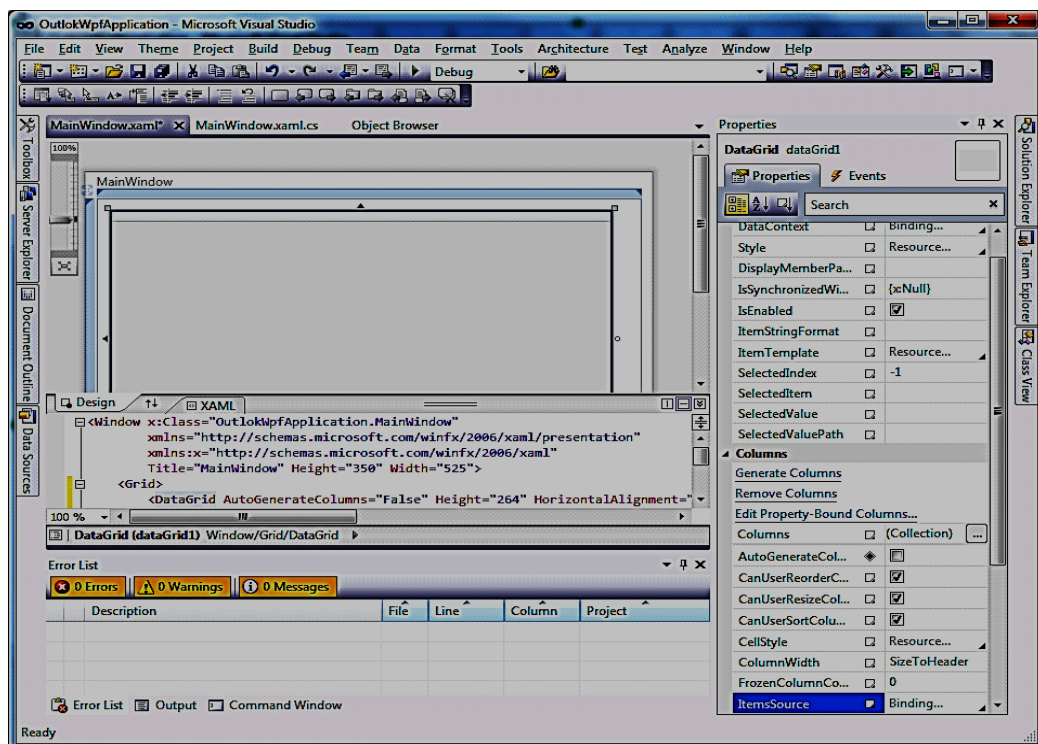 OutlokWpfApplication - Microsoft Visual Studio
File Edit View Theme Project Build Debug Team Data Format Tools Architecture Test Analyze Window Help
Debug
Toolbox
Server Explorer
Document Outline
Data Sources
MainWindow.xaml* MainWindow.xaml.cs Object Browser
100%
MainWindow
Design XAML
<Window x:Class="OutlokWpfApplication.MainWindow"
xmlns="http://schemas.microsoft.com/winfx/2006/xaml/presentation"
xmlns:x="http://schemas.microsoft.com/winfx/2006/xaml"
Title="MainWindow" Height="350" Width="525">
<Grid>
<DataGrid AutoGenerateColumns="False" Height="264" HorizontalAlignment="
100 %
DataGrid (dataGrid1) Window/Grid/DataGrid
Error List
0 Errors 0 Warnings 0 Messages
Description File Line Column Project
Error List Output Command Window
Properties
DataGrid dataGrid1
Properties Events
Search
DataContext Binding...
Style Resource...
DisplayMemberPa...
IsSynchronizedWi... {x:Null}
IsEnabled
ItemStringFormat
ItemTemplate Resource...
SelectedIndex -1
SelectedItem
SelectedValue
SelectedValuePath
Columns
Generate Columns
Remove Columns
Edit Property-Bound Columns...
Columns (Collection) ...
AutoGenerateCol...
CanUserReorderC...
CanUserResizeCol...
CanUserSortColu...
CellStyle Resource...
ColumnWidth SizeToHeader
FrozenColumnCo... 0
ItemsSource Binding...
Solution Explorer
Team Explorer
Class View
Ready